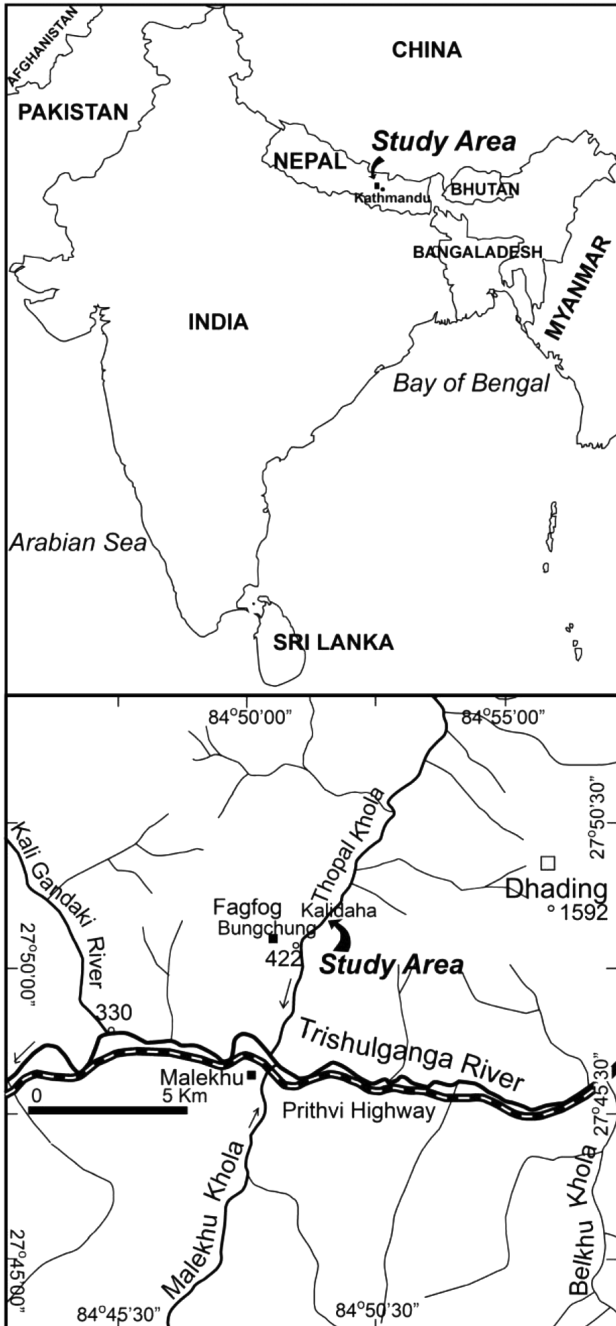 AFGHANISTAN
CHINA
PAKISTAN
Study Area
NEPAL
Kathmandu
BHUTAN
BANGALADESH
MYANMAR
INDIA
Bay of Bengal
Arabian Sea
SRI LANKA
84°50'00"
84°55'00"
27°50'30"
Thopal Khola
Kali Gandaki River
Dhading
1592
Fagfog
Kalidaha
Bungchung
422
Study Area
27°50'00"
330
Trishulganga River
Malekhu
0 5 Km
Prithvi Highway
27°45'30"
Malekhu Khola
Belkhu Khola
27°45'00"
84°45'30"
84°50'30"